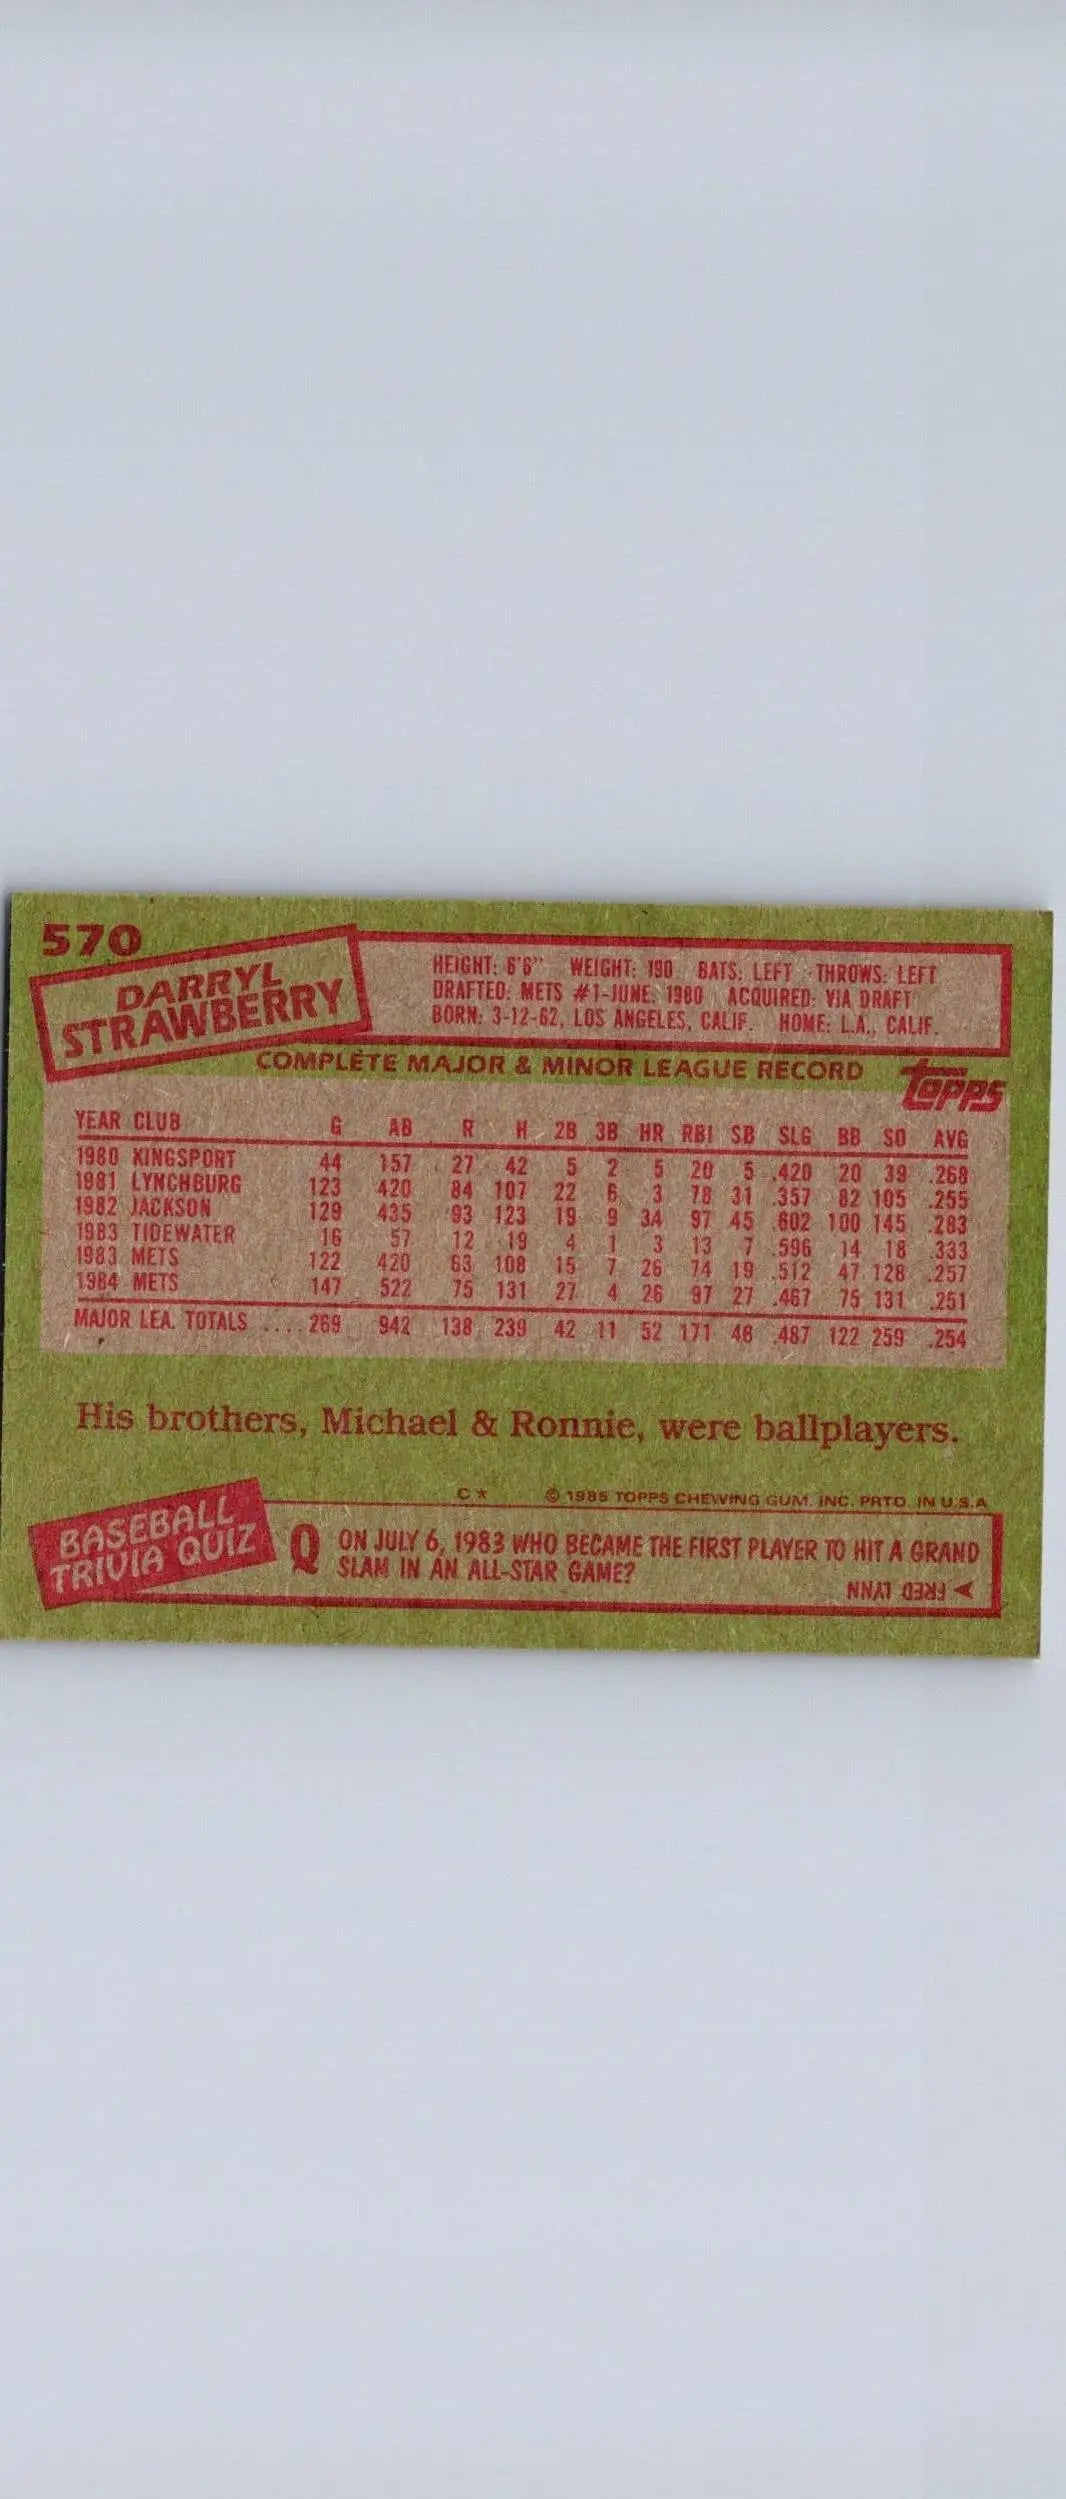 570
DARRYL
STRAWBERRY
HEIGHT: 6'6" WEIGHT: 190 BATS: LEFT THROWS: LEFT
DRAFTED: METS #1-JUNE, 1980 ACQUIRED: VIA DRAFT
BORN: 3-12-62, LOS ANGELES, CALIF. HOME: L.A., CALIF.
COMPLETE MAJOR & MINOR LEAGUE RECORD
topps
YEAR CLUB G AB R H 2B 3B HR RBI SB SLG BB SO AVG
1980 KINGSPORT 44 157 27 42 5 2 5 20 5 .420 20 39 .268
1981 LYNCHBURG 123 420 84 107 22 6 3 78 31 .357 82 105 .255
1982 JACKSON 129 435 93 123 19 9 34 97 45 .602 100 145 .283
1983 TIDEWATER 16 57 12 19 4 1 3 13 7 .596 14 18 .333
1983 METS 122 420 63 108 15 7 26 74 19 .512 47 128 .257
1984 METS 147 522 75 131 27 4 26 97 27 .467 75 131 .251
MAJOR LEA. TOTALS ....269 942 138 239 42 11 52 171 46 .487 122 259 .254
His brothers, Michael & Ronnie, were ballplayers.
C* © 1985 TOPPS CHEWING GUM, INC. PRTD. IN U.S.A
BASEBALL
TRIVIA QUIZ
Q ON JULY 6, 1983 WHO BECAME THE FIRST PLAYER TO HIT A GRAND
SLAM IN AN ALL-STAR GAME?
A FRED LYNN